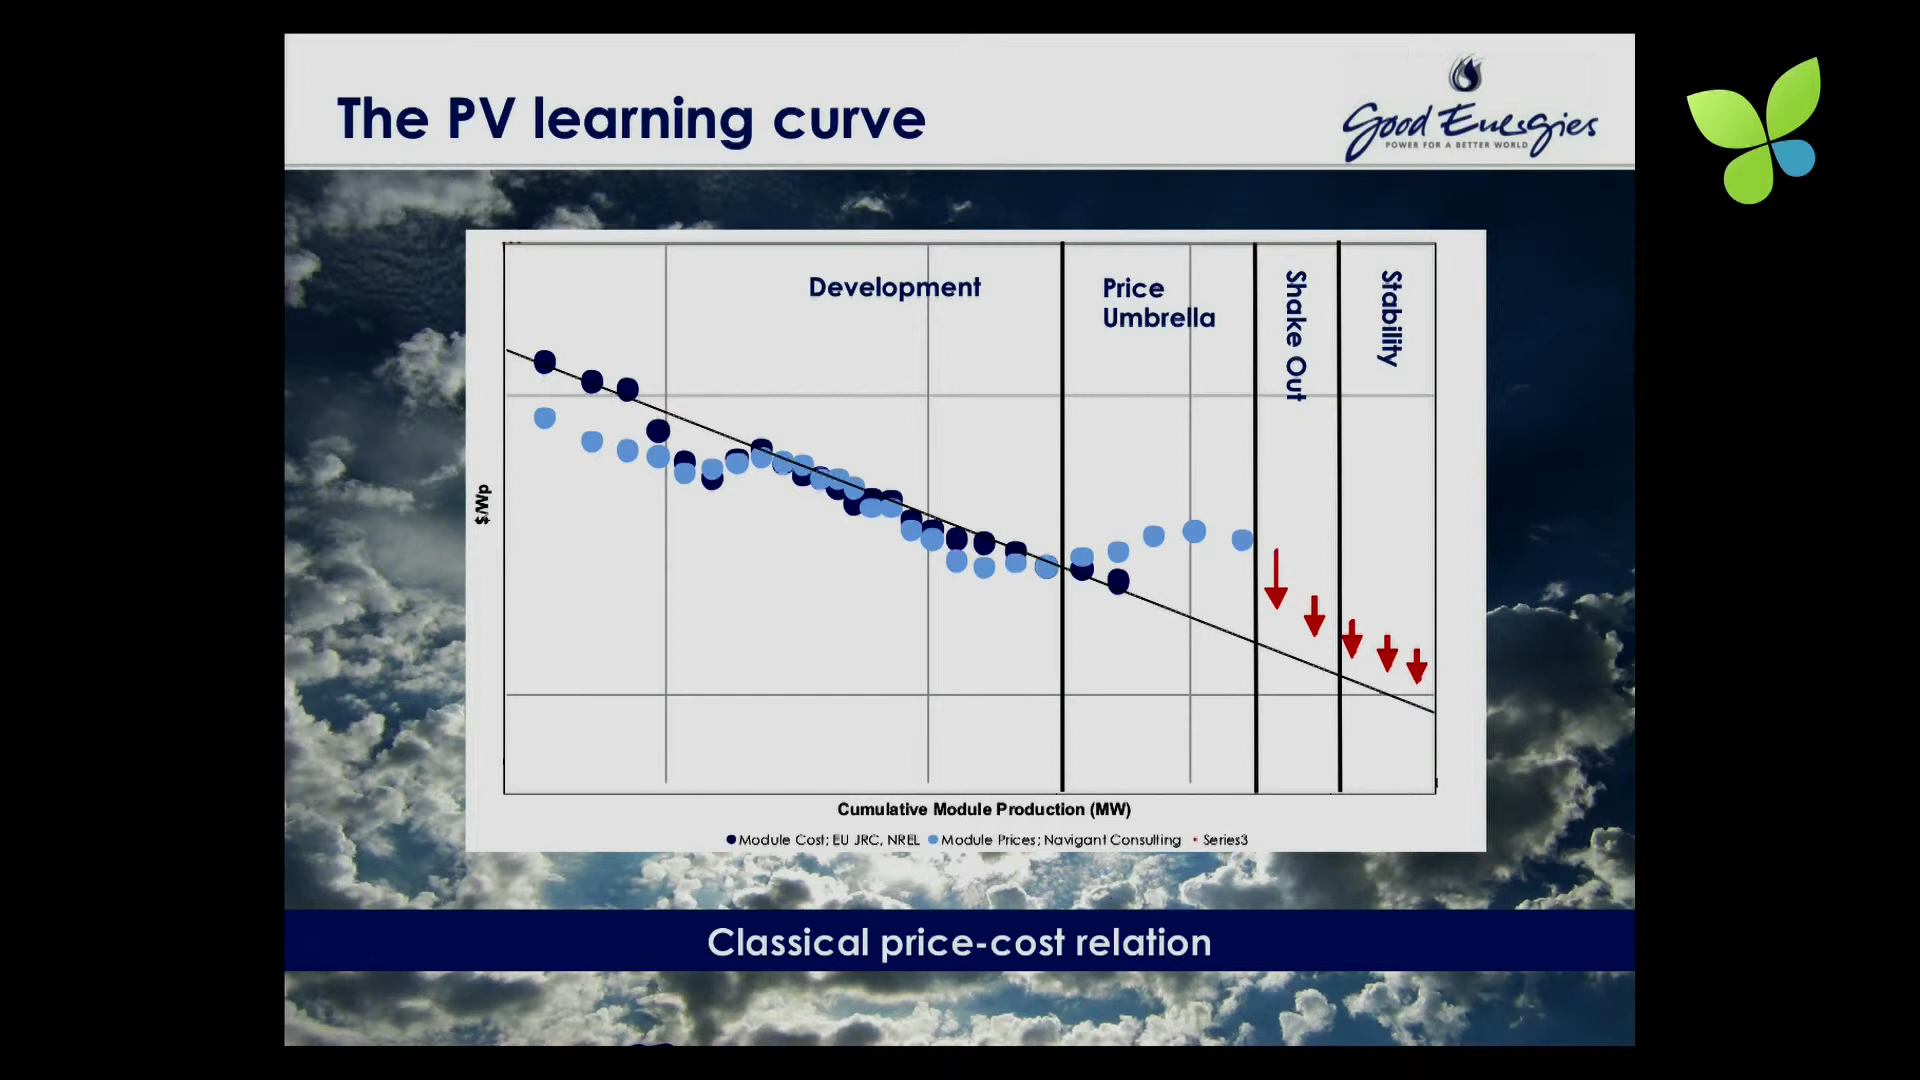 The PV learning curve
Good Energies
POWER FOR A BETTER WORLD
Development
Price
Umbrella
Shake Out
Stability
$/Wp
Cumulative Module Production (MW)
Module Cost; EU JRC, NREL Module Prices; Navigant Consulting Series3
Classical price-cost relation